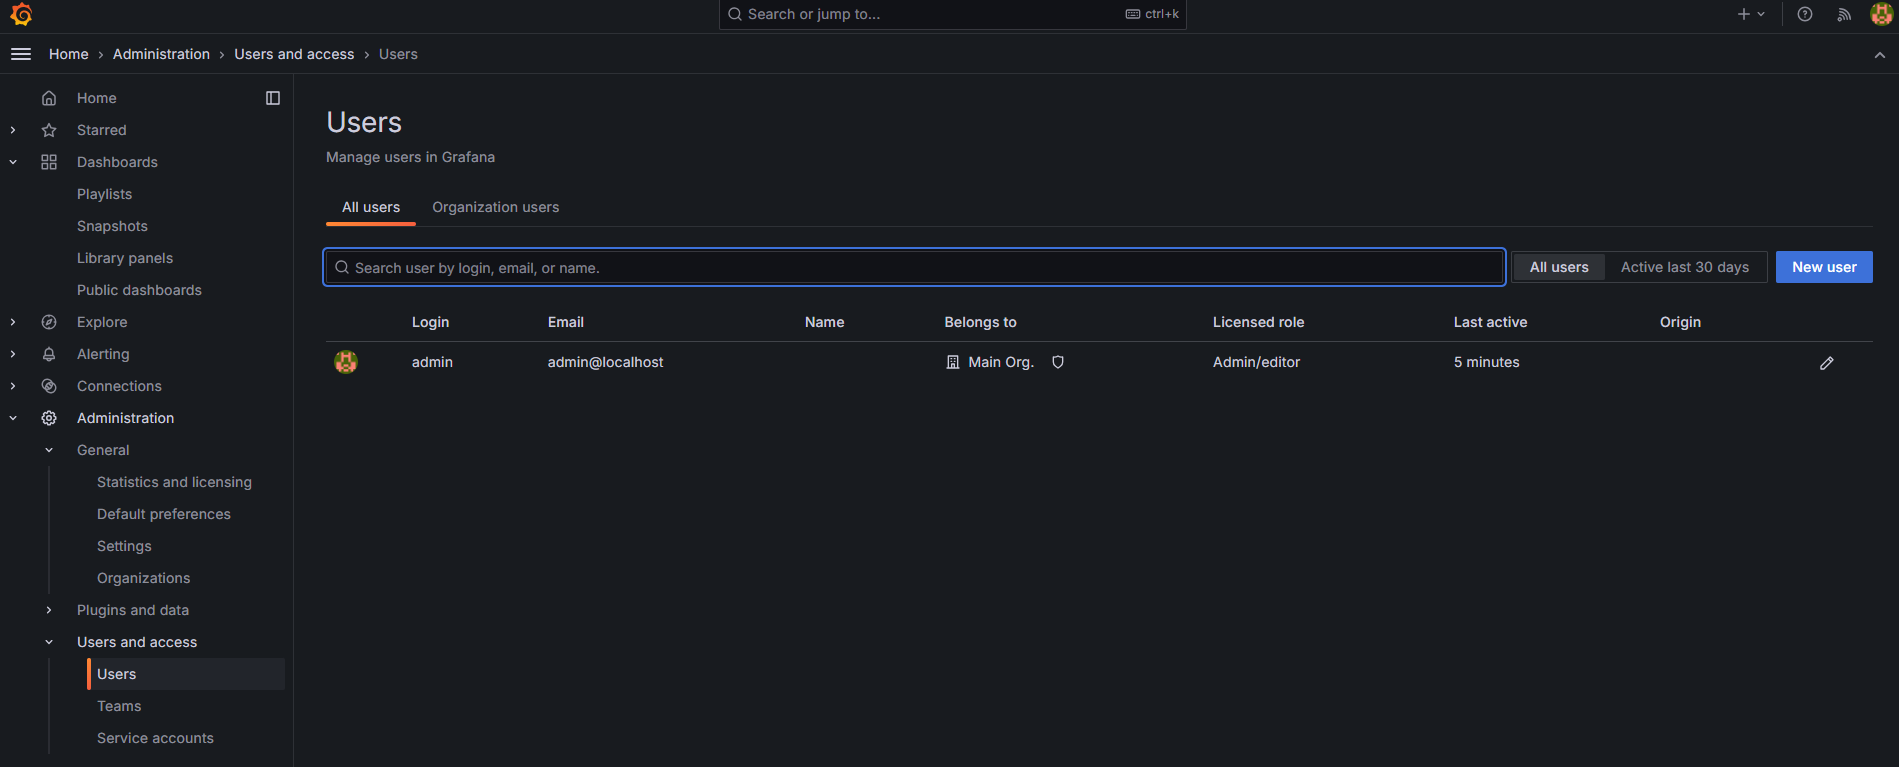 Search or jump to...
ctrl+k
Home › Administration › Users and access › Users
Home
Starred
Dashboards
Playlists
Snapshots
Library panels
Public dashboards
Explore
Alerting
Connections
Administration
General
Statistics and licensing
Default preferences
Settings
Organizations
Plugins and data
Users and access
Users
Teams
Service accounts
Users
Manage users in Grafana
All users Organization users
Search user by login, email, or name.
All users Active last 30 days New user
Login Email Name Belongs to Licensed role Last active Origin
admin admin@localhost Main Org. Admin/editor 5 minutes